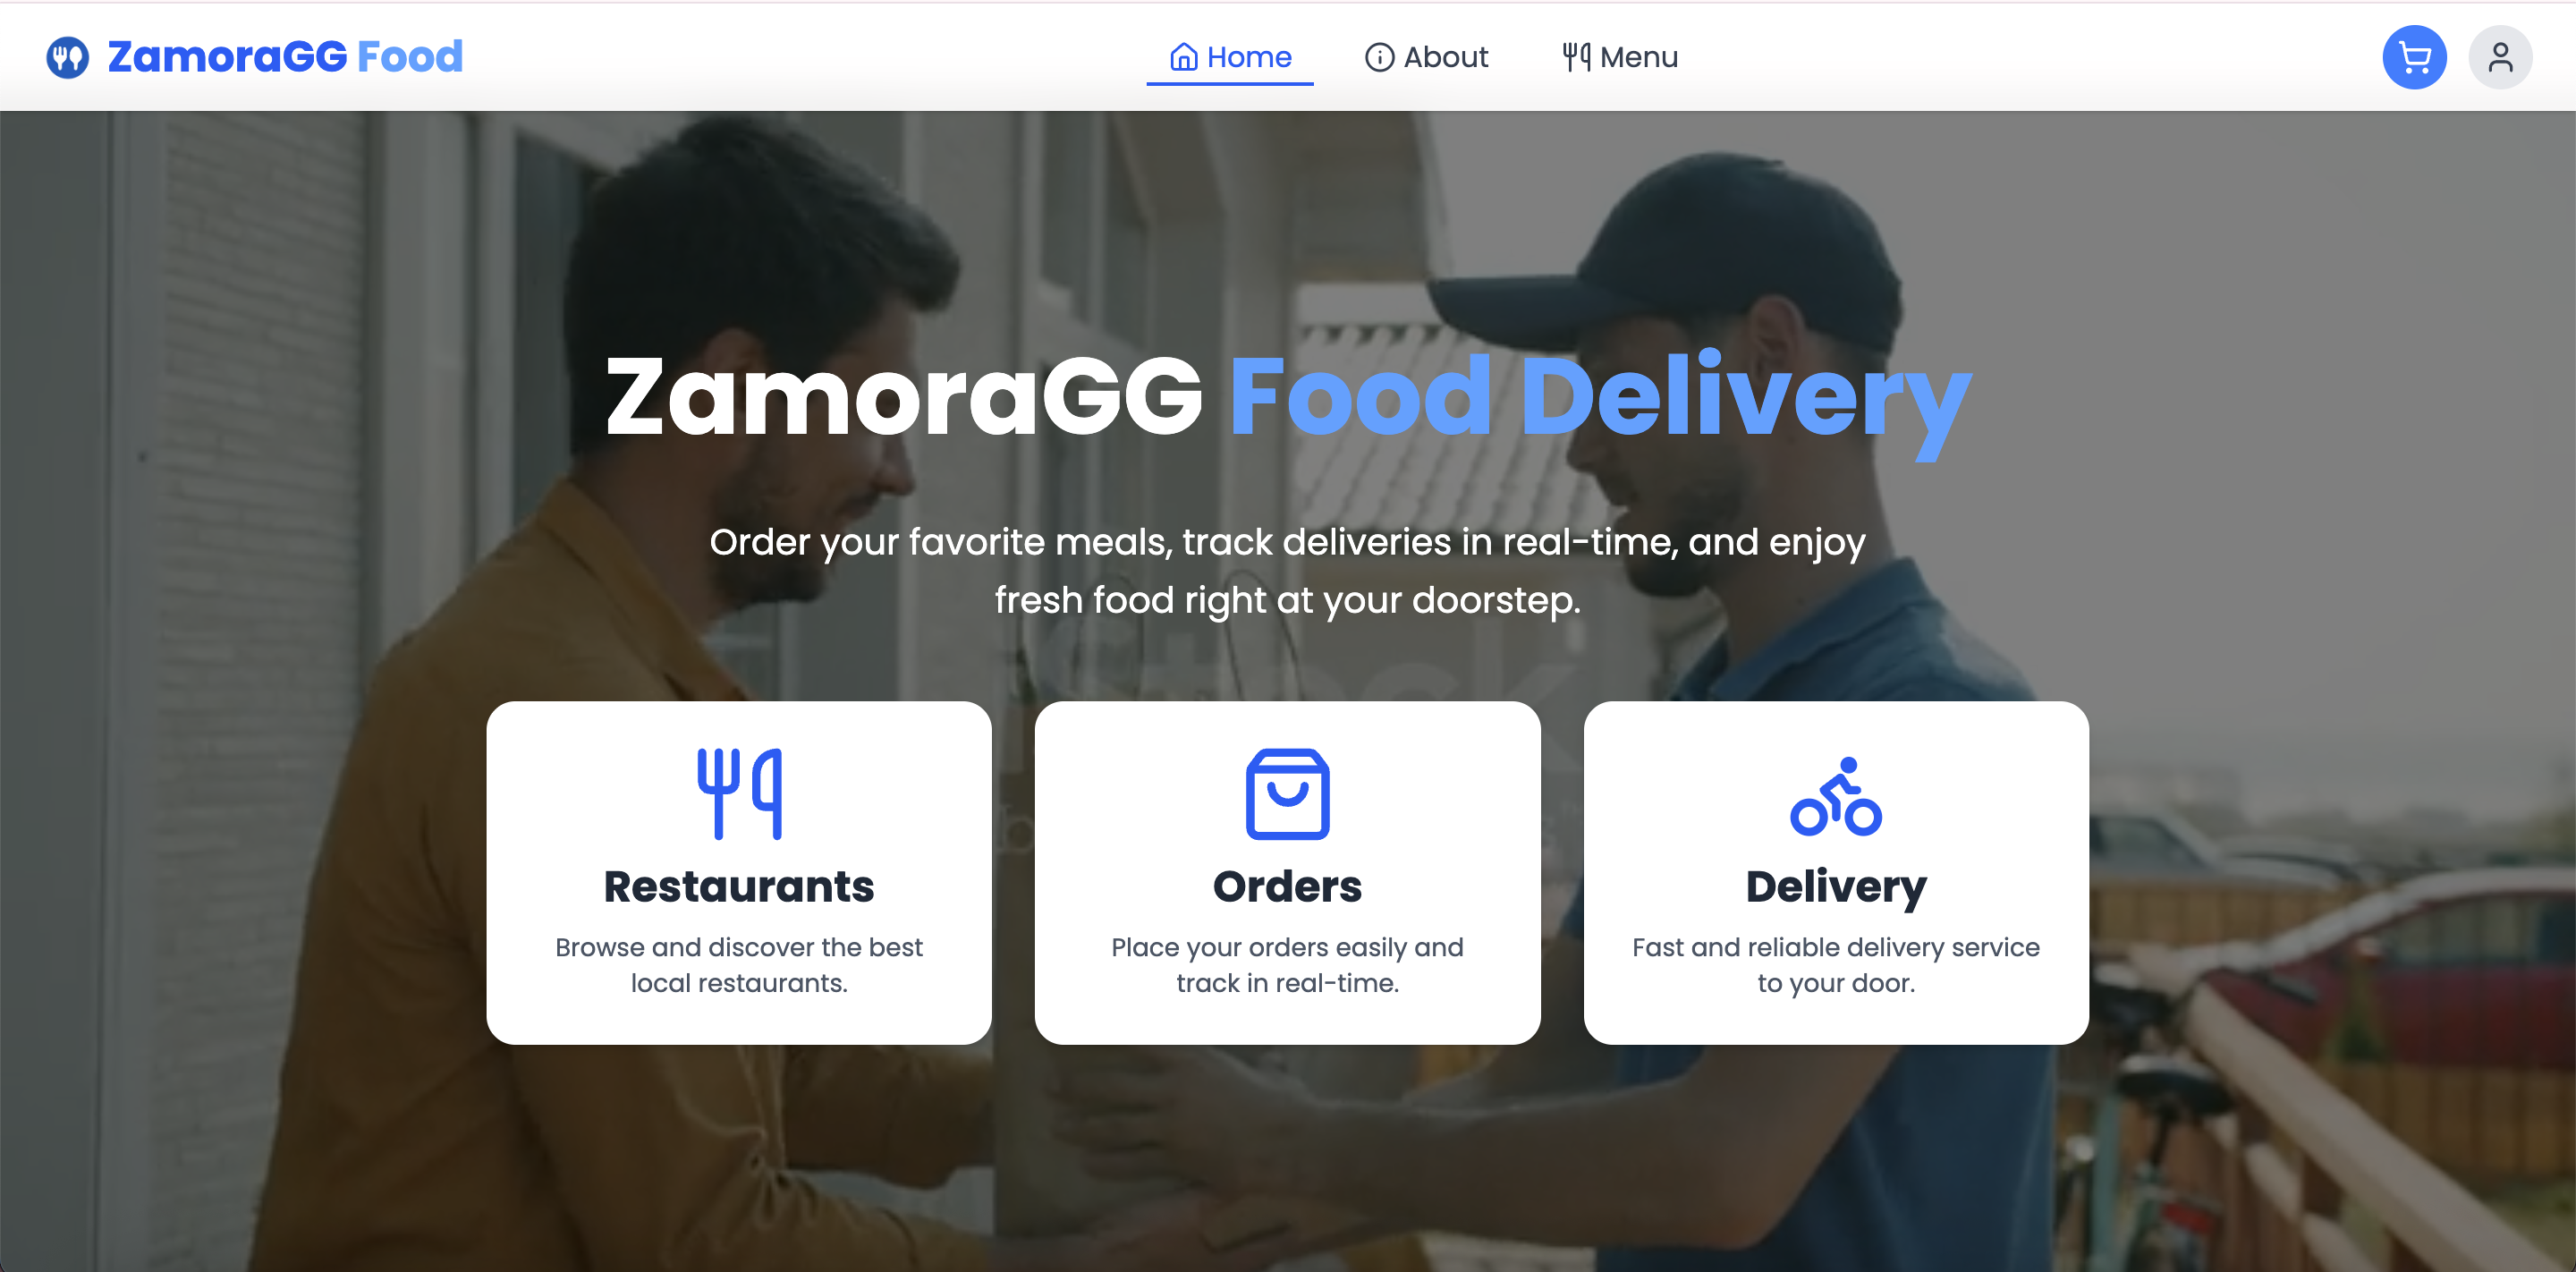 ZamoraGG Food
Home
About
Menu
ZamoraGG Food Delivery
Order your favorite meals, track deliveries in real-time, and enjoy
fresh food right at your doorstep.
Restaurants
Browse and discover the best
local restaurants.
Orders
Place your orders easily and
track in real-time.
Delivery
Fast and reliable delivery service
to your door.